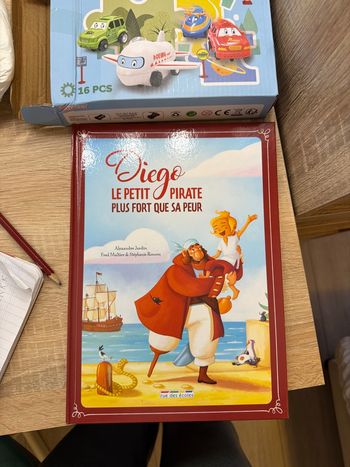 16 PCS
Diego
LE PETIT PIRATE
PLUS FORT QUE SA PEUR
Alexandre Jardin
Fred Multier & Stéphanie Ronzon
rue des écoles